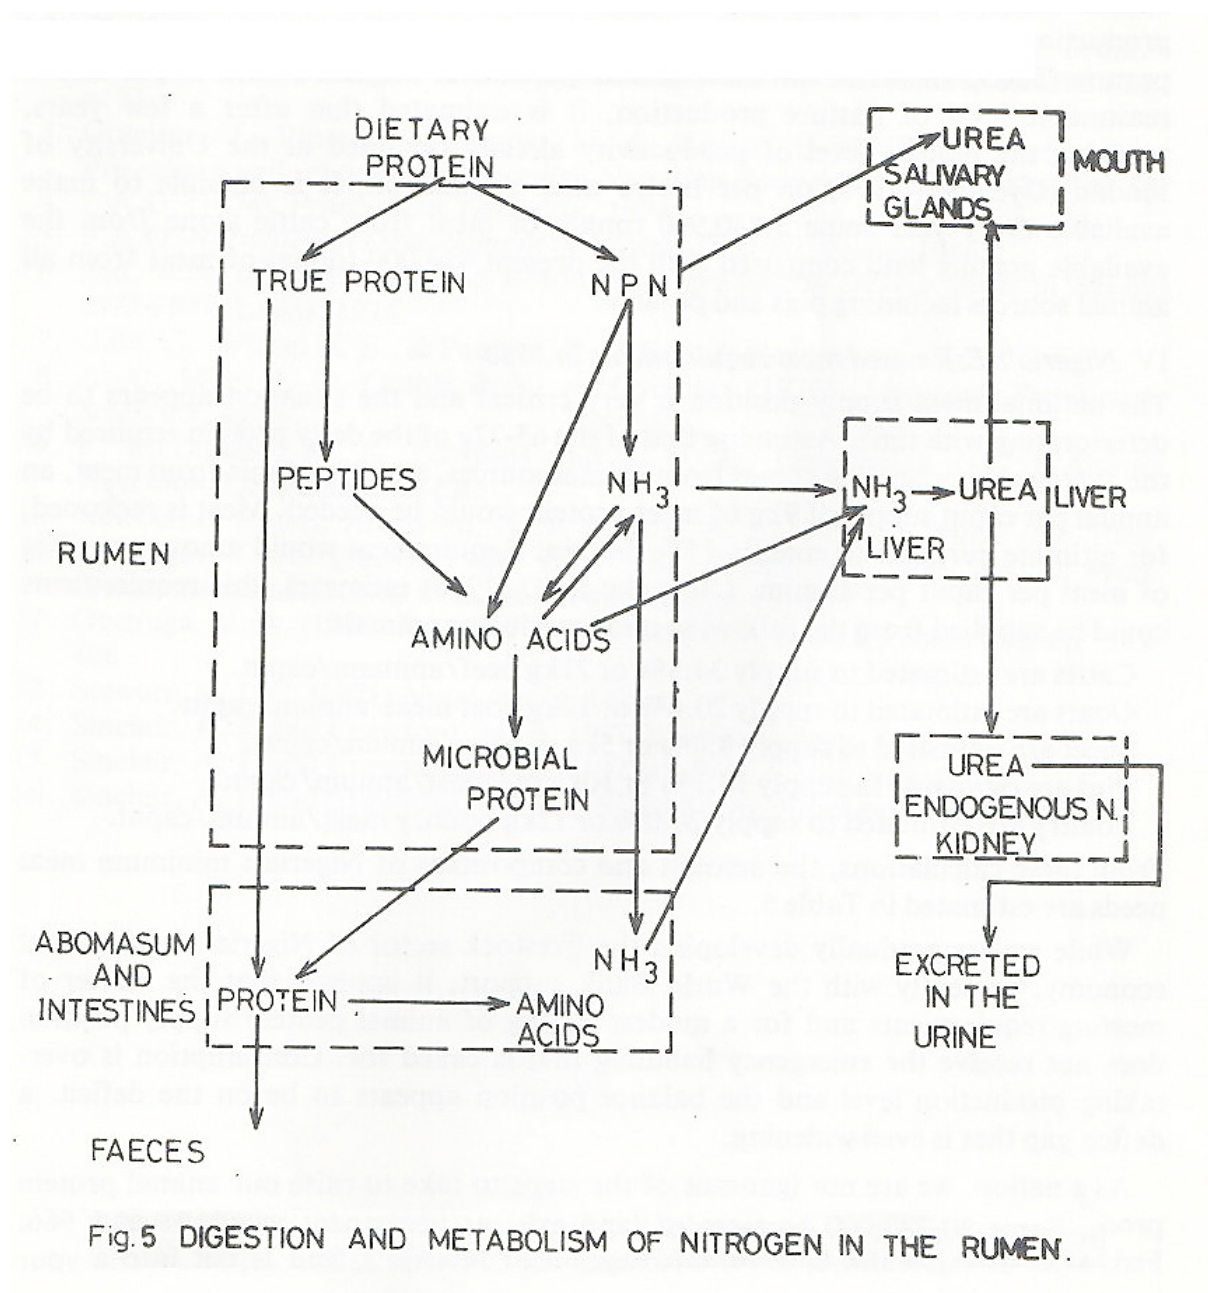 DIETARY
PROTEIN
UREA
SALIVARY
GLANDS
MOUTH
TRUE PROTEIN
N P N
PEPTIDES
NH3
NH3
UREA
LIVER
LIVER
RUMEN
AMINO ACIDS
MICROBIAL
PROTEIN
UREA
ENDOGENOUS N.
KIDNEY
ABOMASUM
AND
INTESTINES
NH3
PROTEIN
AMINO
ACIDS
EXCRETED
IN THE
URINE
FAECES
Fig.5 DIGESTION AND METABOLISM OF NITROGEN IN THE RUMEN.